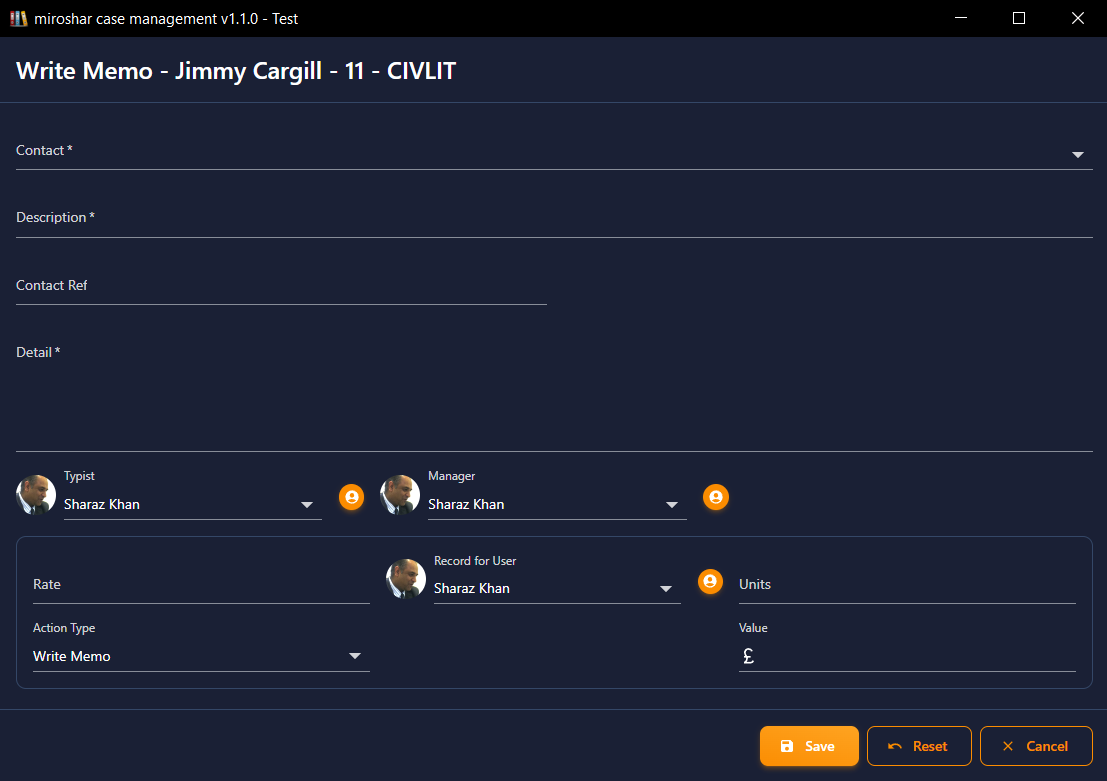 miroshar case management v1.1.0 - Test
Write Memo - Jimmy Cargill - 11 - CIVLIT
Contact *
Description *
Contact Ref
Detail *
Typist
Sharaz Khan
Manager
Sharaz Khan
Rate
Record for User
Sharaz Khan
Units
Action Type
Write Memo
Value
£
Save
Reset
Cancel